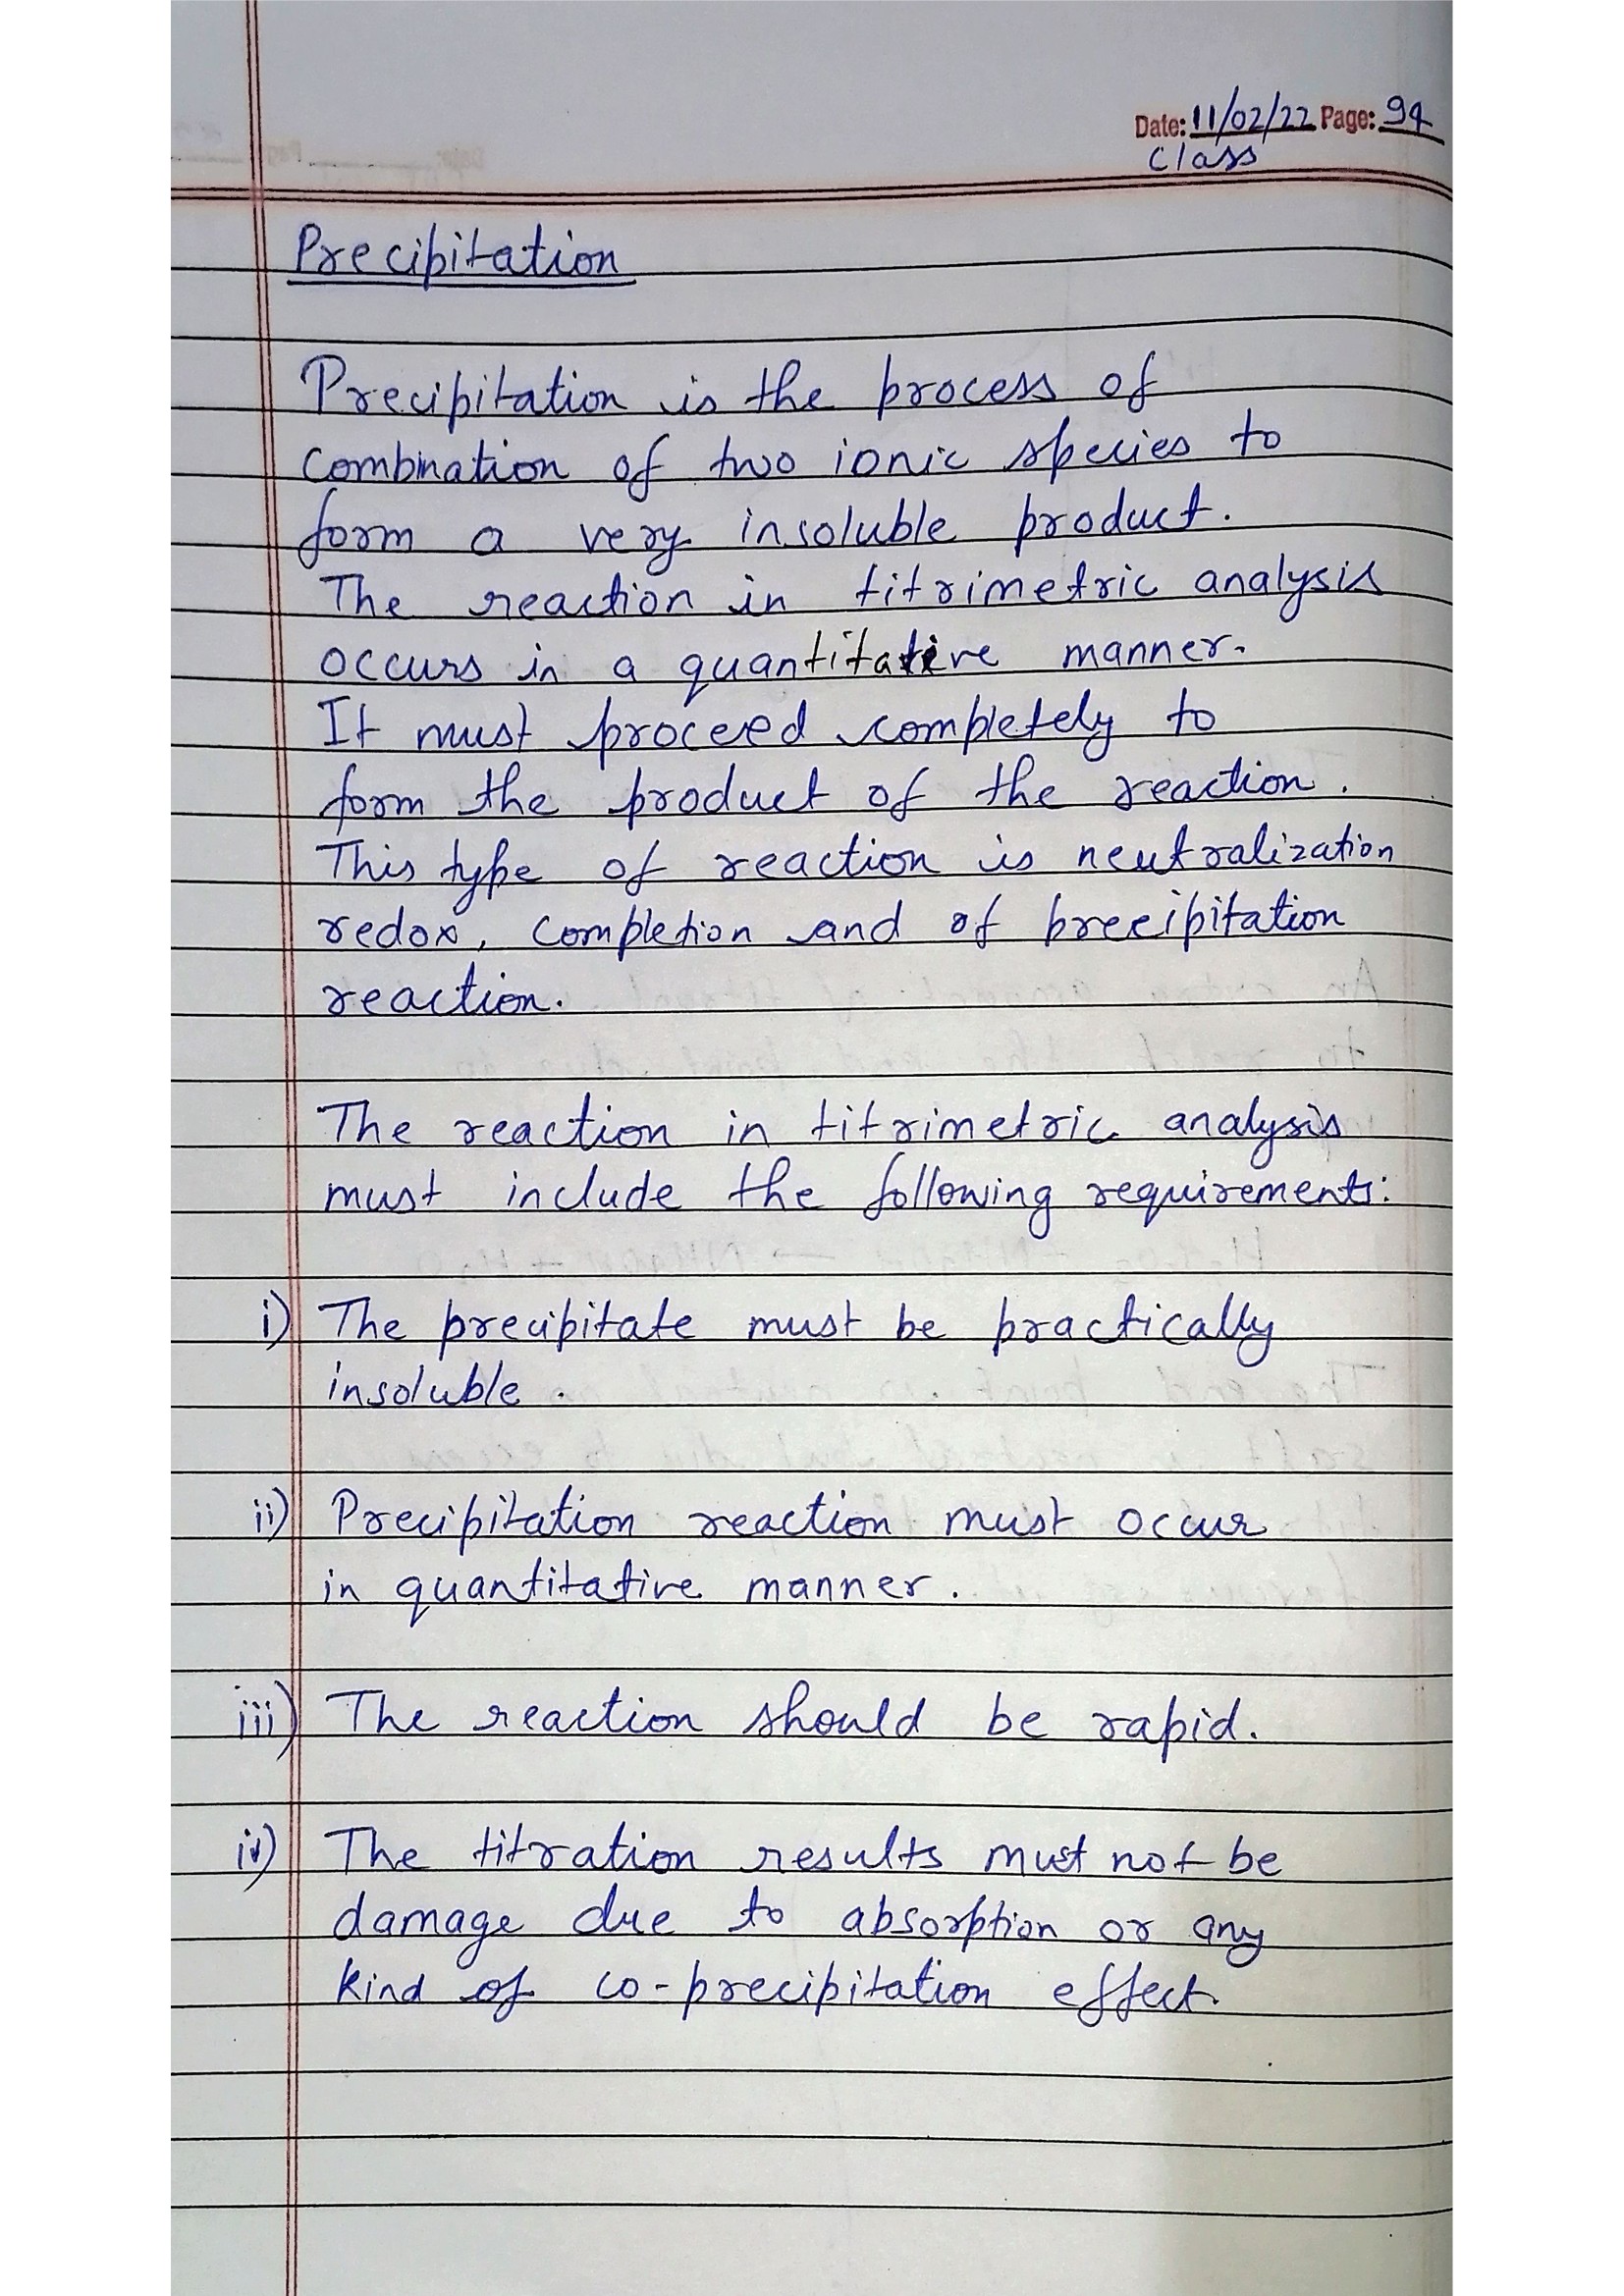 Date: 11/02/22 Page: 94
Class
Precipitation
Precipitation is the process of
combination of two ionic species to
form a very insoluble product.
The reaction in titrimetric analysis
occurs in a quantitative manner.
It must proceed completely to
form the product of the reaction.
This type of reaction is neutralization
redox, completion and of precipitation
reaction.
The reaction in titrimetric analysis
must include the following requirements:
i) The precipitate must be practically
insoluble.
ii) Precipitation reaction must occur
in quantitative manner.
iii) The reaction should be rapid.
iv) The titration results must not be
damage due to absorption or any
kind of co-precipitation effect.